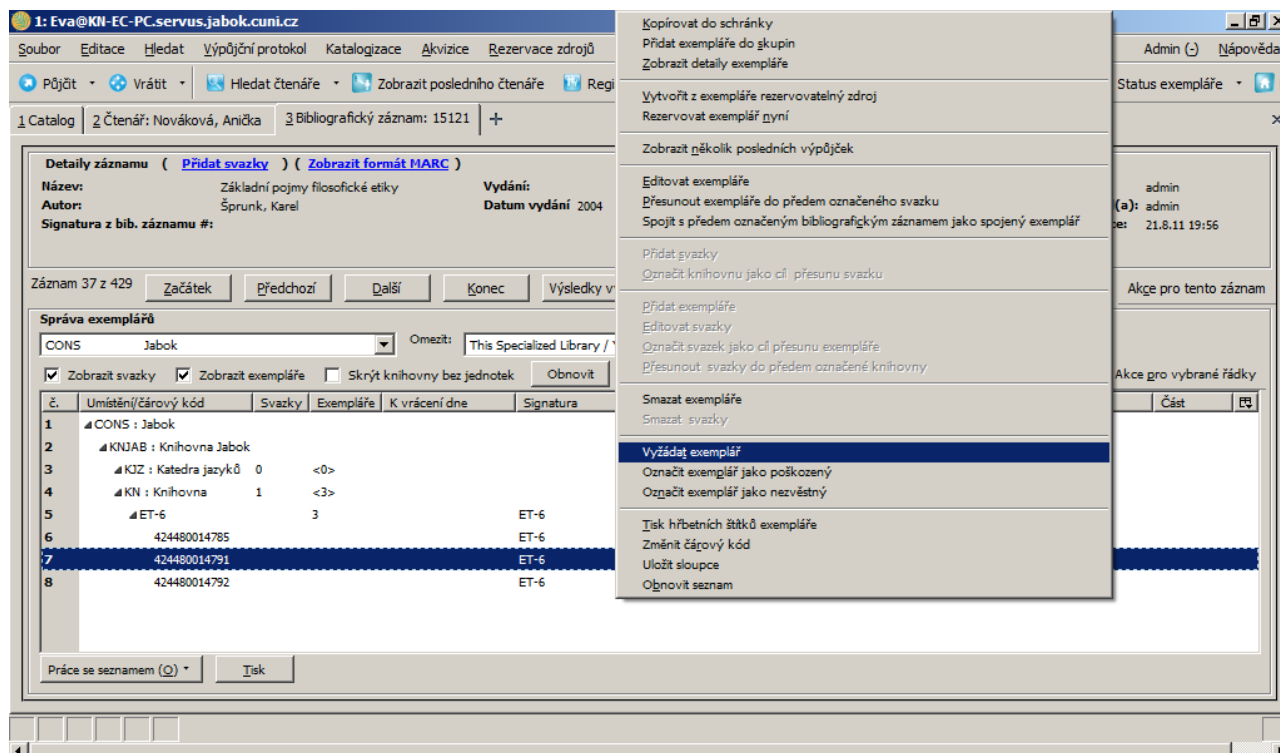 1: Eva@KN-EC-PC.servus.jabok.cuni.cz
Soubor Editace Hledat Výpůjční protokol Katalogizace Akvizice Rezervace zdrojů Admin (-) Nápověda
Půjčit Vrátit Hledat čtenáře Zobrazit posledního čtenáře Regi Status exempláře
1 Catalog 2 Čtenář: Nováková, Anička 3 Bibliografický záznam: 15121
Detaily záznamu ( Přidat svazky ) ( Zobrazit formát MARC )
Název: Základní pojmy filosofické etiky Vydání: admin
Autor: Šprunk, Karel Datum vydání 2004 (a): admin
Signatura z bib. záznamu #: ce: 21.8.11 19:56
Záznam 37 z 429 Začátek Předchozí Další Konec Výsledky v Akce pro tento záznam
Správa exemplářů
CONS Jabok Omezit: This Specialized Library /
Zobrazit svazky Zobrazit exempláře Skrýt knihovny bez jednotek Obnovit Akce pro vybrané řádky
č. Umístění/čárový kód Svazky Exempláře K vrácení dne Signatura Část
1 CONS : Jabok
2 KNJAB : Knihovna Jabok
3 KJZ : Katedra jazyků 0 <0>
4 KN : Knihovna 1 <3>
5 ET-6 3 ET-6
6 424480014785 ET-6
7 424480014791 ET-6
8 424480014792 ET-6
Práce se seznamem (O) Tisk
Kopírovat do schránky
Přidat exempláře do skupin
Zobrazit detaily exempláře
Vytvořit z exempláře rezervovatelný zdroj
Rezervovat exemplář nyní
Zobrazit několik posledních výpůjček
Editovat exempláře
Přesunout exempláře do předem označeného svazku
Spojit s předem označeným bibliografickým záznamem jako spojený exemplář
Přidat svazky
Označit knihovnu jako cíl přesunu svazku
Přidat exempláře
Editovat svazky
Označit svazek jako cíl přesunu exempláře
Přesunout svazky do předem označené knihovny
Smazat exempláře
Smazat svazky
Vyžádat exemplář
Označit exemplář jako poškozený
Označit exemplář jako nezvěstný
Tisk hřbetních štítků exempláře
Změnit čárový kód
Uložit sloupce
Obnovit seznam